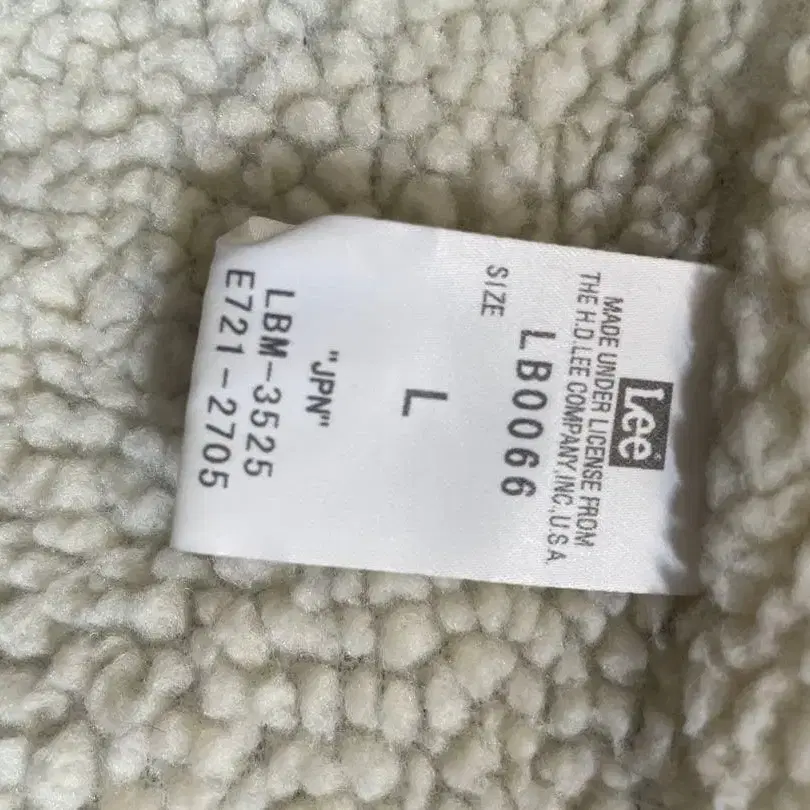 Lee
MADE UNDER LICENSE FROM
THE H.D.LEE COMPANY,INC.,U.S.A.
LB0066
SIZE
L
"JPN"
LBM-3525
E721-2705